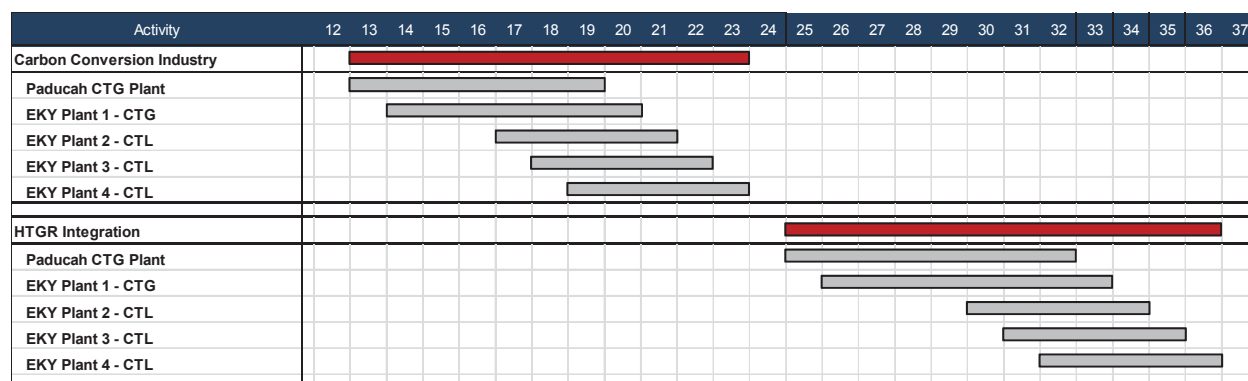 Activity 12 13 14 15 16 17 18 19 20 21 22 23 24 25 26 27 28 29 30 31 32 33 34 35 36 37
Carbon Conversion Industry
Paducah CTG Plant
EKY Plant 1 - CTG
EKY Plant 2 - CTL
EKY Plant 3 - CTL
EKY Plant 4 - CTL
HTGR Integration
Paducah CTG Plant
EKY Plant 1 - CTG
EKY Plant 2 - CTL
EKY Plant 3 - CTL
EKY Plant 4 - CTL